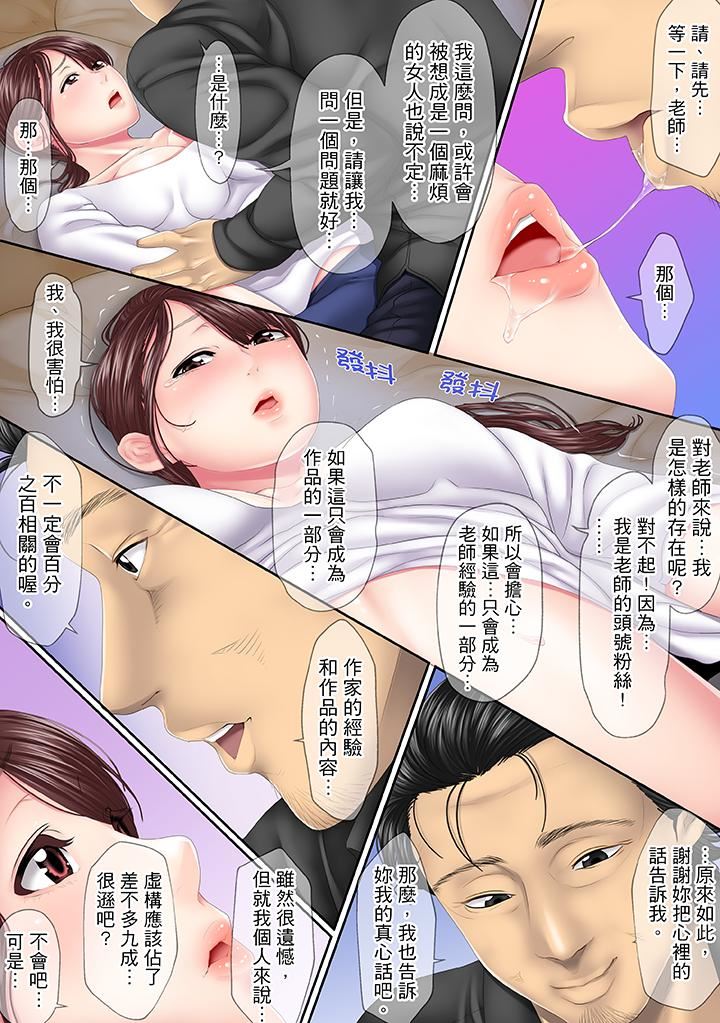 請、請先…
等一下，老師…
那個…
我這麼問，或許會
被想成是一個麻煩
的女人也說不定…
但是，請讓我…
問一個問題就好…
…是什麼…？
那…那個…
對老師來說…我
是怎樣的存在呢？
對不起！因為…
我是老師的頭號粉絲！
……
所以會擔心…
如果這…只會成為
老師經驗的一部分…
發抖
發抖
如果這只會成為
作品的一部分…
我、我很害怕…
…原來如此，
謝謝妳把心裡的
話告訴我。
那麼，我也告訴
妳我的真心話吧。
作家的經驗
和作品的內容…
不一定會百分
之百相關的喔。
雖然很遺憾，
但就我個人來說…
虛構應該佔了
差不多九成…
很遜吧？
不會吧…
可是…